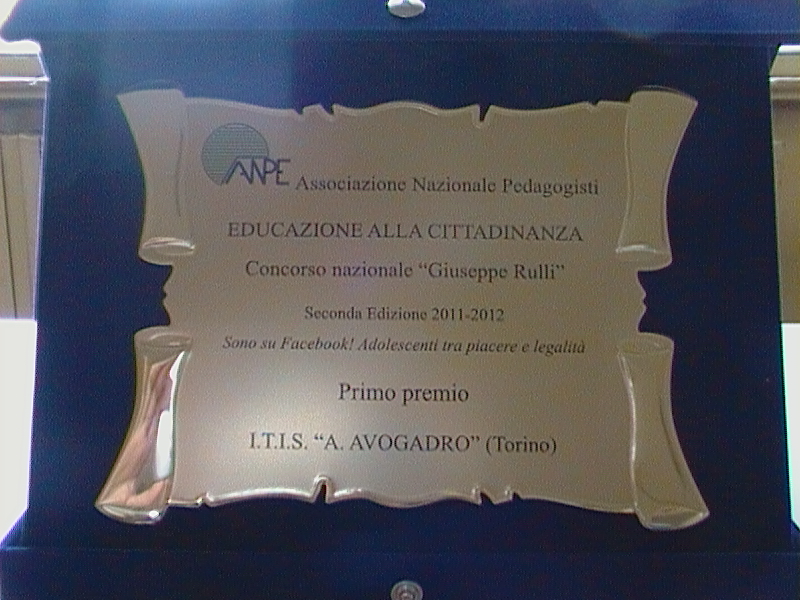 ANPE Associazione Nazionale Pedagogisti
EDUCAZIONE ALLA CITTADINANZA
Concorso nazionale “Giuseppe Rulli”
Seconda Edizione 2011-2012
Sono su Facebook! Adolescenti tra piacere e legalità
Primo premio
I.T.I.S. “A. AVOGADRO” (Torino)